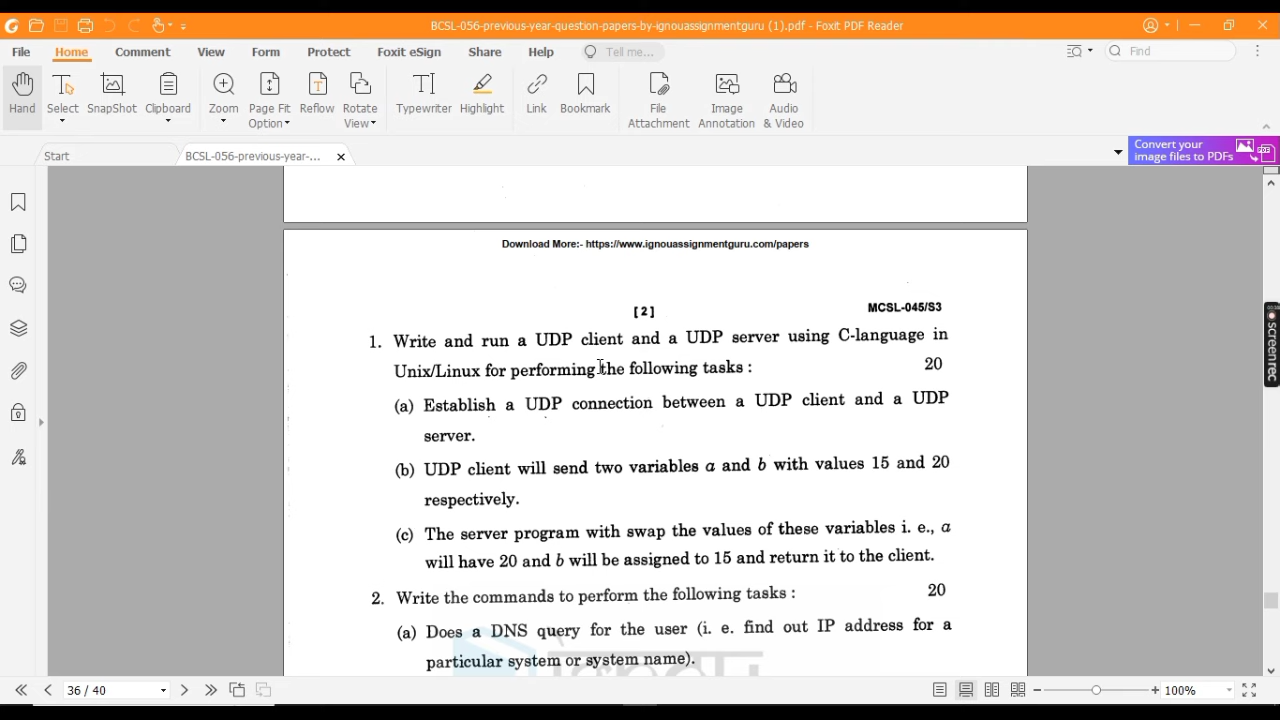 BCSL-056-previous-year-question-papers-by-ignouassignmentguru (1).pdf - Foxit PDF Reader
File Home Comment View Form Protect Foxit eSign Share Help Tell me... Find
Hand Select SnapShot Clipboard Zoom Page Fit Option Reflow Rotate View Typewriter Highlight Link Bookmark File Attachment Image Annotation Audio & Video
Start BCSL-056-previous-year-...
Convert your
image files to PDFs
Download More:- https://www.ignouassignmentguru.com/papers
[ 2 ] MCSL-045/S3
1. Write and run a UDP client and a UDP server using C-language in
Unix/Linux for performing the following tasks : 20
(a) Establish a UDP connection between a UDP client and a UDP
server.
(b) UDP client will send two variables a and b with values 15 and 20
respectively.
(c) The server program with swap the values of these variables i. e., a
will have 20 and b will be assigned to 15 and return it to the client.
2. Write the commands to perform the following tasks : 20
(a) Does a DNS query for the user (i. e. find out IP address for a
particular system or system name).
screenrec
36 / 40 100%